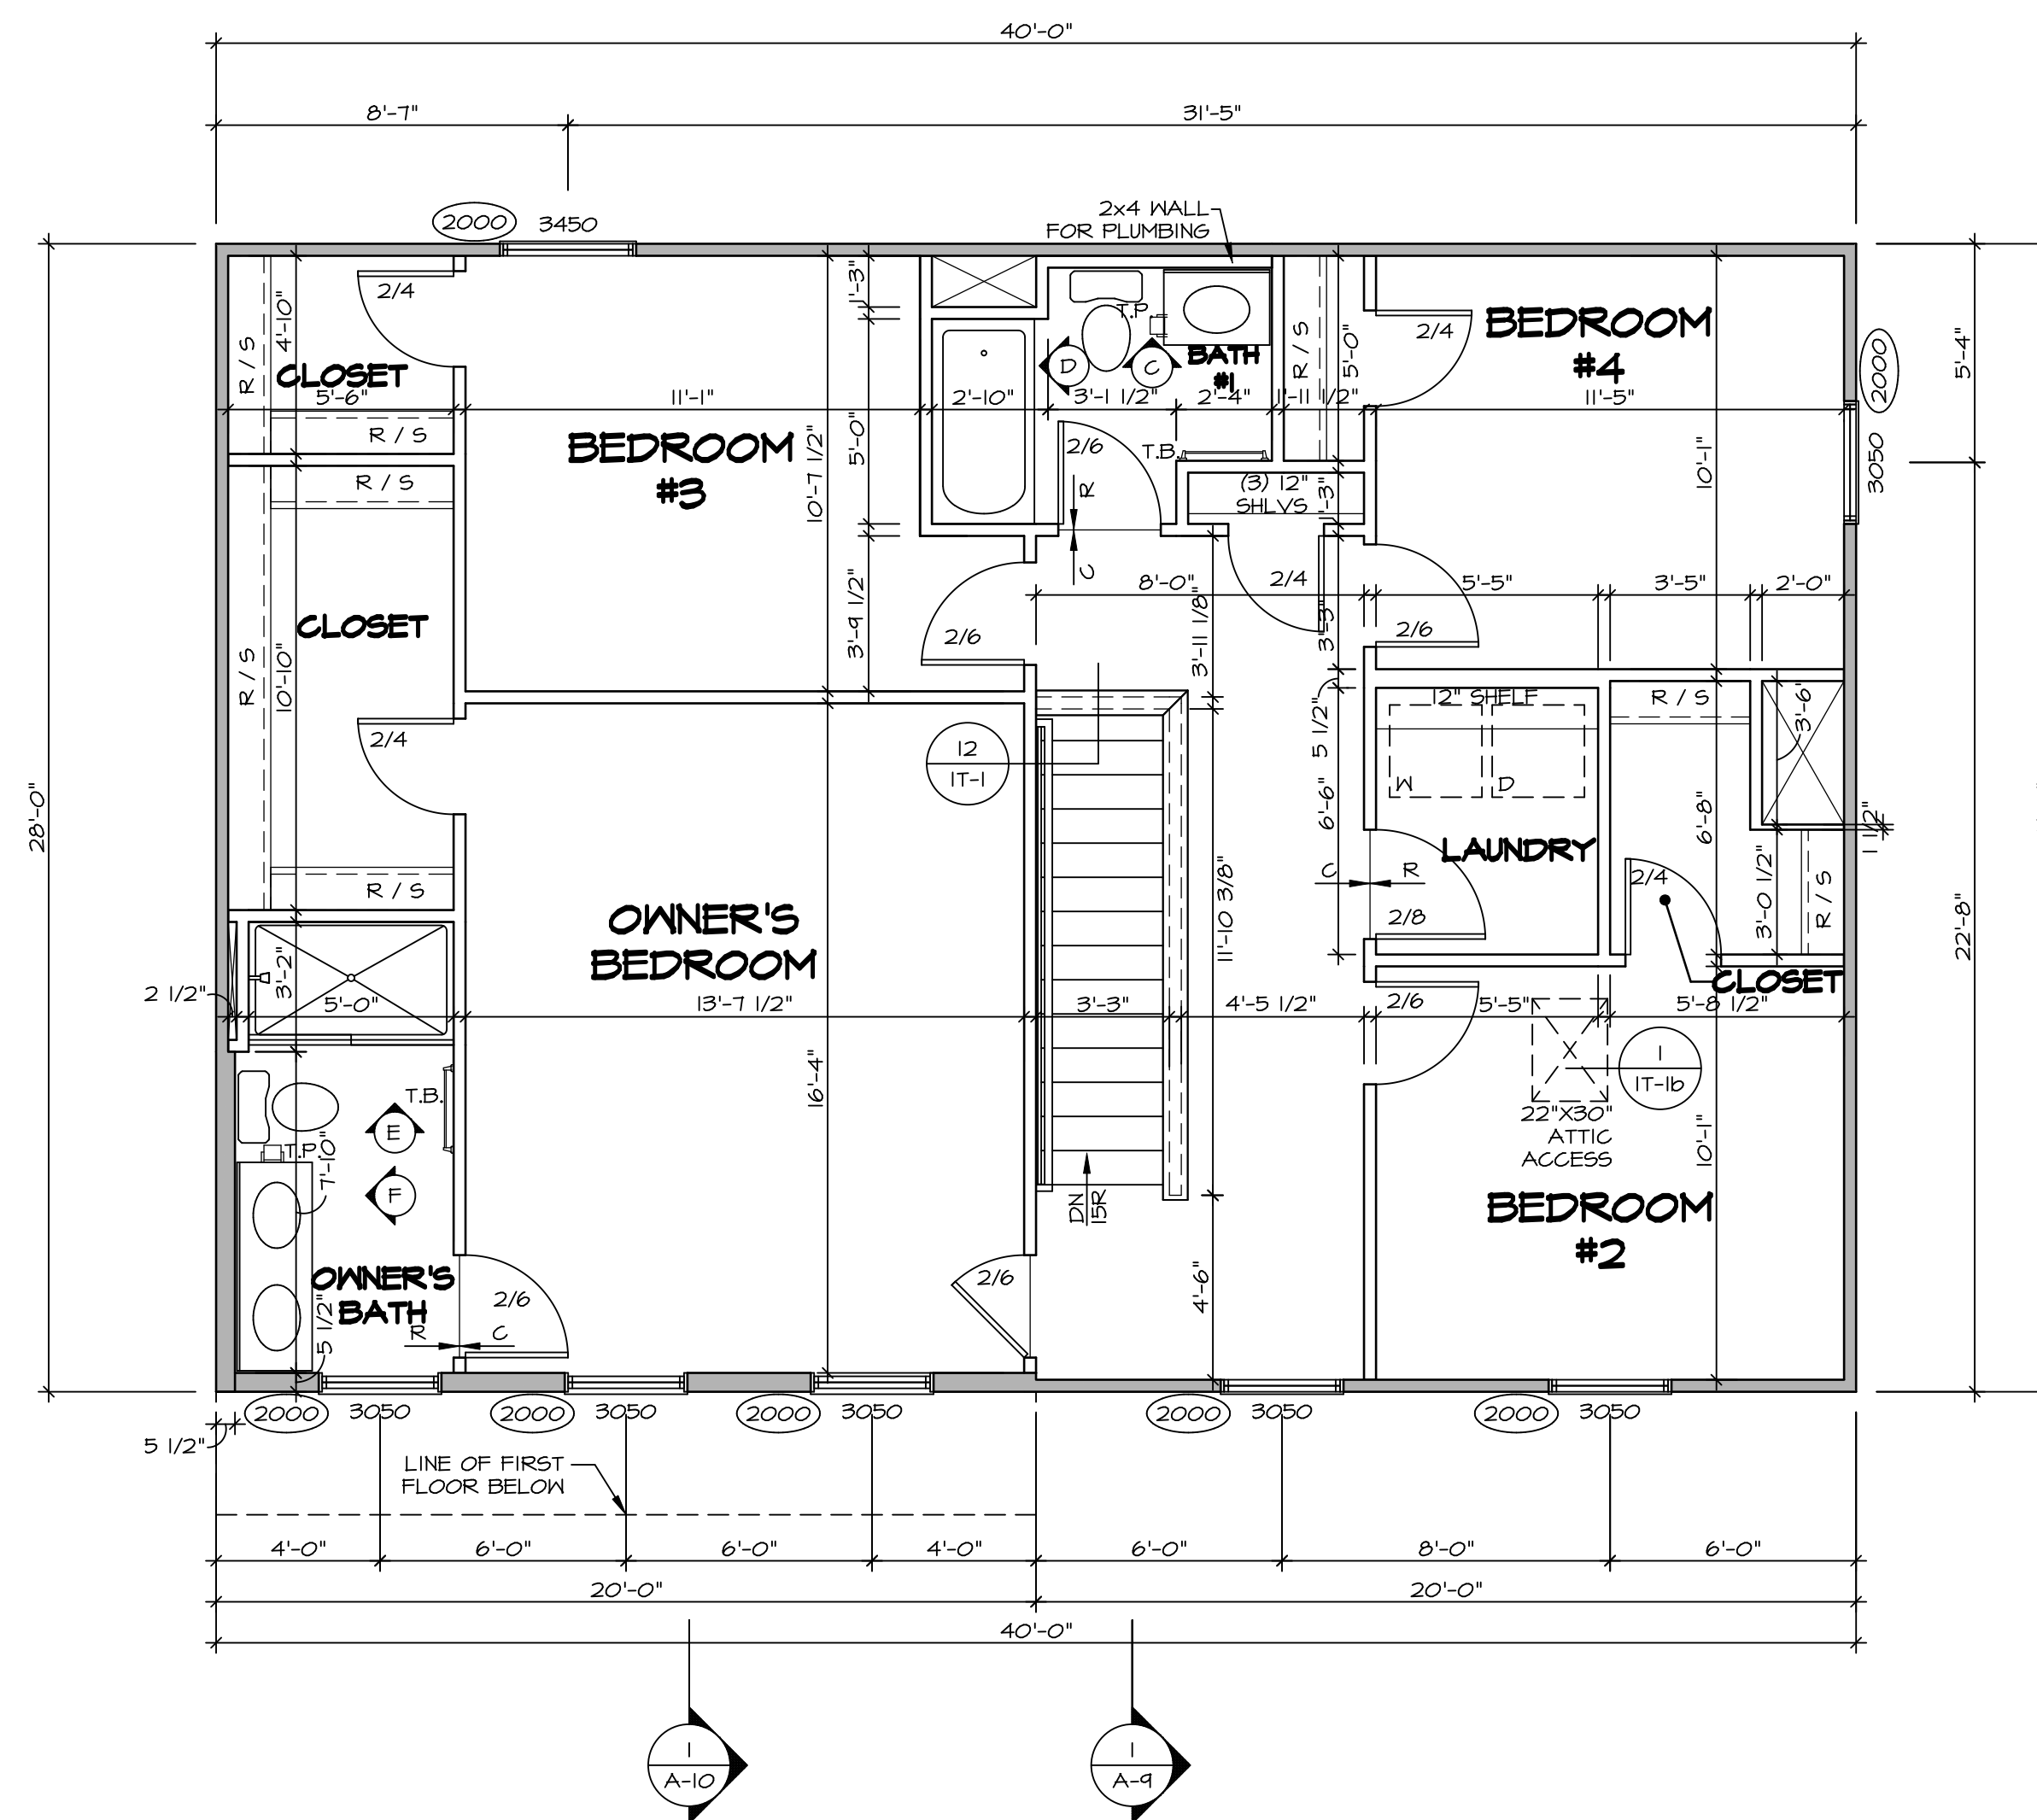 40'-0"
8'-7"
31'-5"
2000
3450
2x4 WALL
FOR PLUMBING
2/4
4'-10"
R / S
CLOSET
5'-6"
R / S
11'-1"
BEDROOM
#3
10'-7 1/2"
1'-3"
5'-0"
3'-9 1/2"
2'-10"
T.P.
D
C
BATH
#1
3'-1 1/2"
2'-4"
1'-11 1/2"
R / S
5'-0"
2/4
BEDROOM
#4
11'-5"
10'-1"
2000
3050
5'-4"
2/6
T.B.
R
C
(3) 12"
SHLVS
1'-3"
R / S
CLOSET
R / S
10'-10"
2/4
R / S
2/6
8'-0"
3'-11 1/8"
2/4
3'-3"
2/6
5'-5"
3'-5"
2'-0"
28'-0"
12
1T-1
5 1/2"
12" SHELF
W
D
R / S
3'-6"
6'-6"
6'-8"
1 1/2"
LAUNDRY
C
R
2/8
2/4
3'-0 1/2"
R / S
22'-8"
OWNER'S
BEDROOM
11'-10 3/8"
CLOSET
2 1/2"
3'-2"
5'-0"
13'-7 1/2"
3'-3"
4'-5 1/2"
2/6
5'-5"
5'-8 1/2"
16'-4"
T.B.
E
T.P.
7'-10"
F
1
1T-1b
22"X30"
ATTIC
ACCESS
10'-1"
DN
15R
BEDROOM
#2
OWNER'S
BATH
5 1/2"
R
C
2/6
2/6
4'-6"
2000
3050
2000
3050
2000
3050
2000
3050
2000
3050
5 1/2"
LINE OF FIRST
FLOOR BELOW
4'-0"
6'-0"
6'-0"
4'-0"
6'-0"
8'-0"
6'-0"
20'-0"
20'-0"
40'-0"
1
A-10
1
A-9